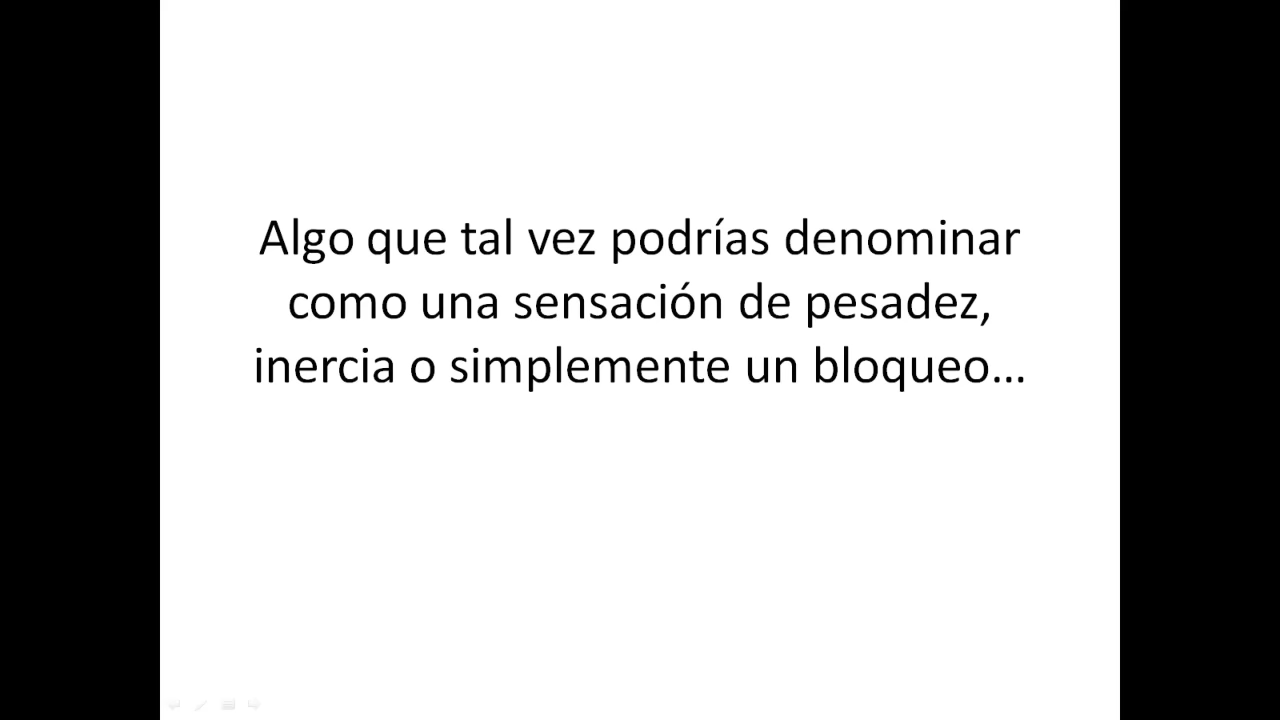 Algo que tal vez podrías denominar
como una sensación de pesadez,
inercia o simplemente un bloqueo…